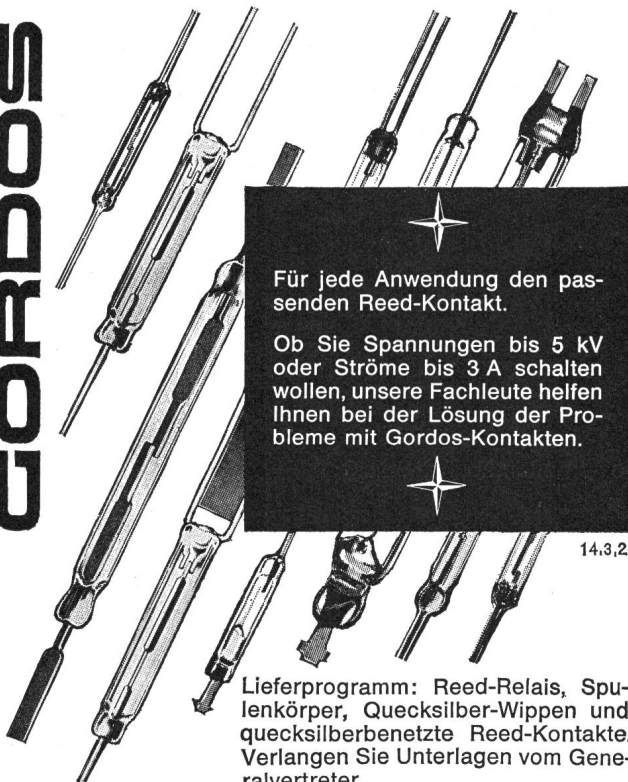 GORDOS
Für jede Anwendung den pas-
senden Reed-Kontakt.
Ob Sie Spannungen bis 5 kV
oder Ströme bis 3 A schalten
wollen, unsere Fachleute helfen
Ihnen bei der Lösung der Pro-
bleme mit Gordos-Kontakten.
14.3,2
Lieferprogramm: Reed-Relais, Spu-
lenkörper, Quecksilber-Wippen und
quecksilberbenetzte Reed-Kontakte.
Verlangen Sie Unterlagen vom Gene-
ralvertreter